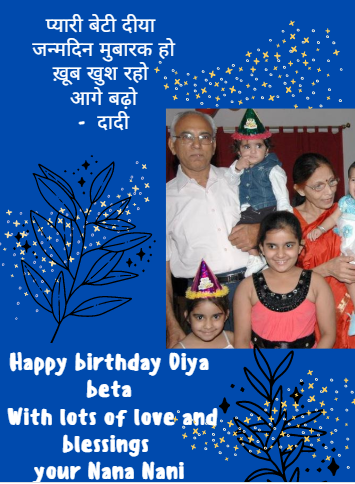 प्यारी बेटी दीया
जन्मदिन मुबारक हो
ख़ूब खुश रहो
आगे बढ़ो
- दादी
Happy birthday Diya
beta
With lots of love and
blessings
your Nana Nani